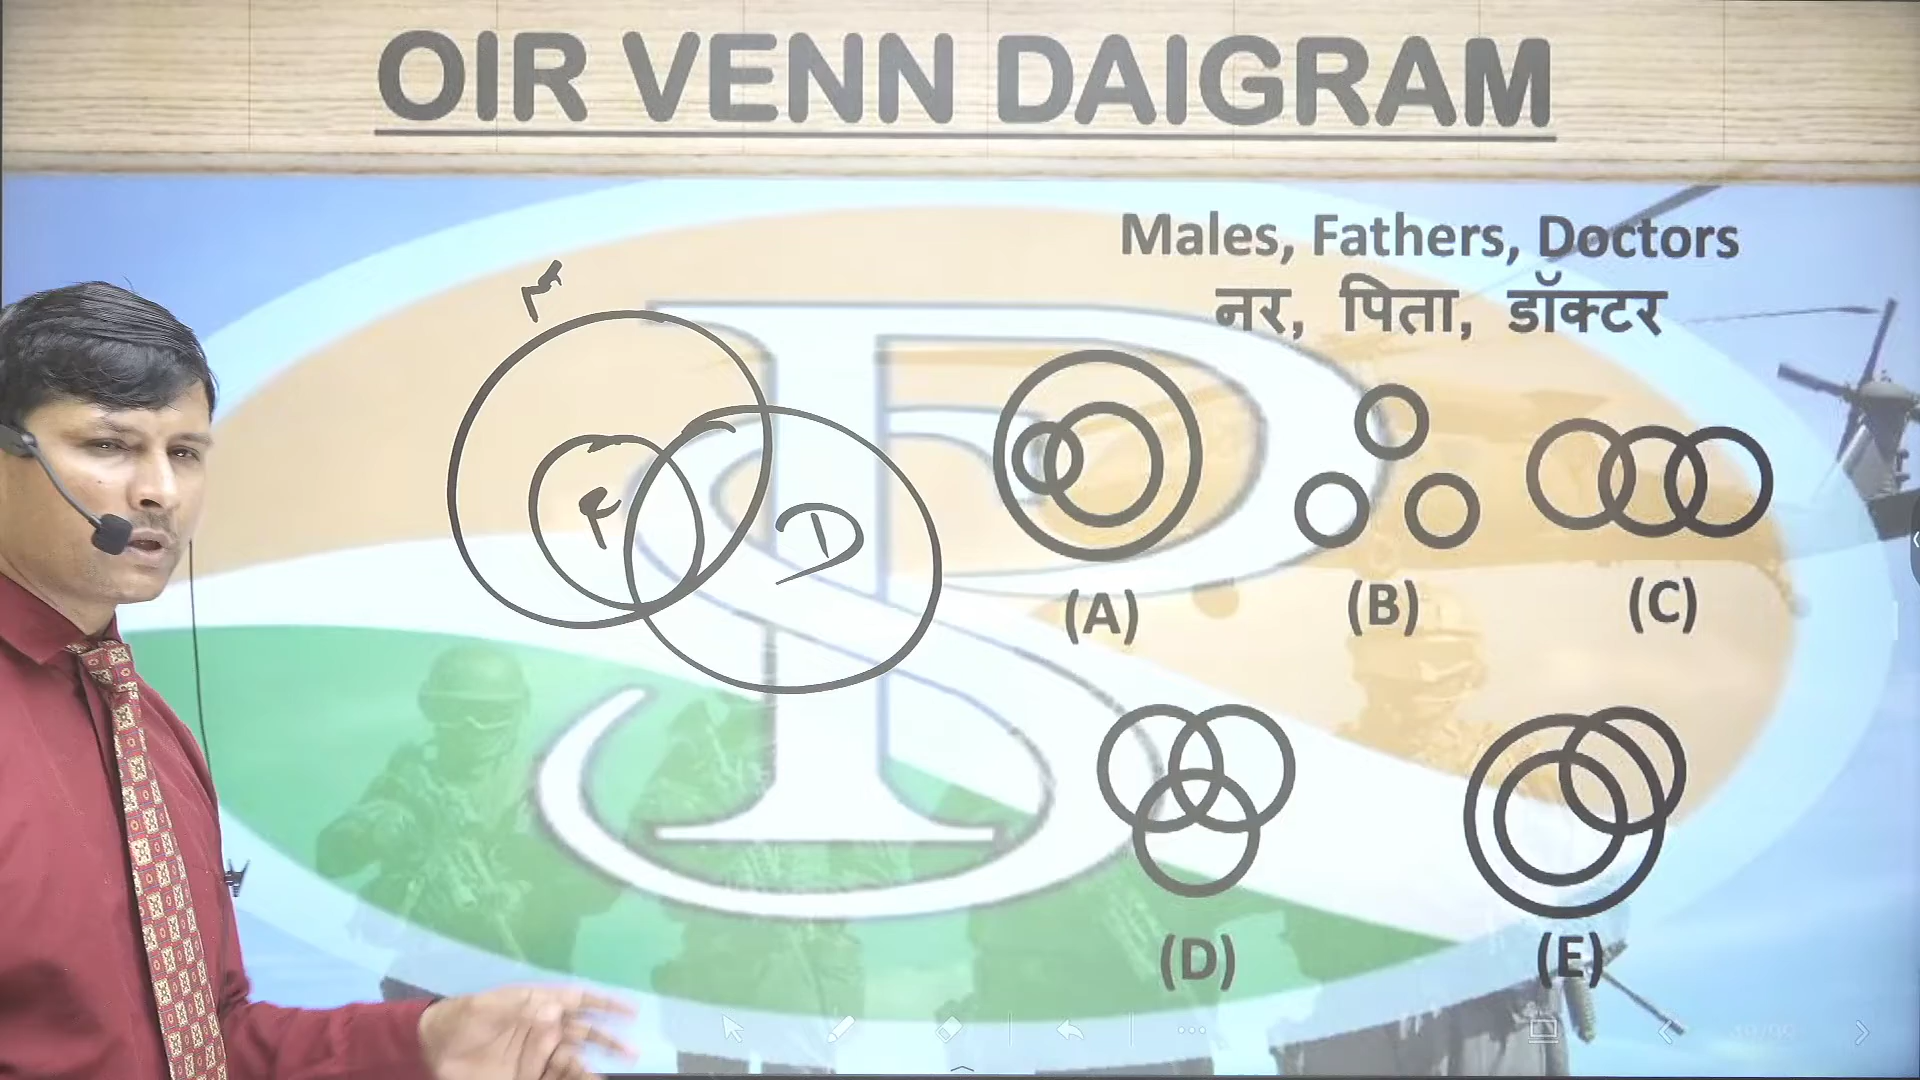 OIR VENN DAIGRAM
Males, Fathers, Doctors
नर, पिता, डॉक्टर
M
F
D
(A)
(B)
(C)
(D)
(E)